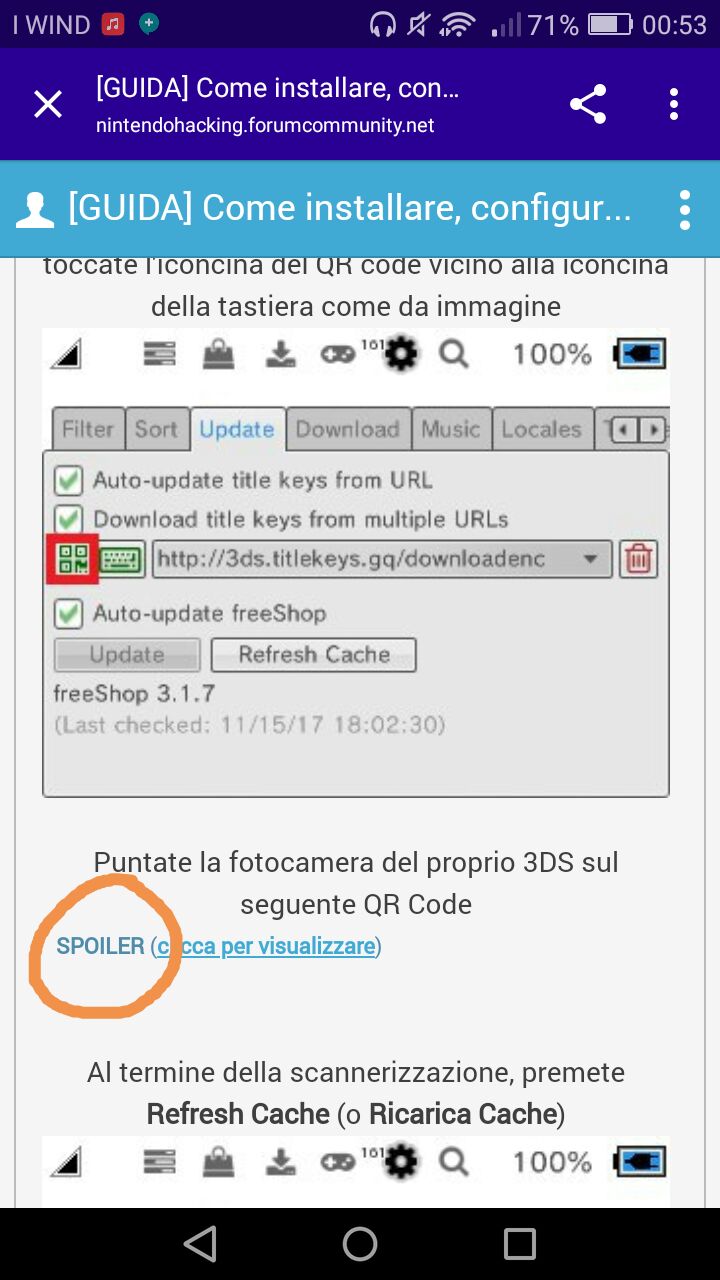 I WIND 71% 00:53
[GUIDA] Come installare, con...
nintendohacking.forumcommunity.net
[GUIDA] Come installare, configur...
toccate l'iconcina del QR code vicino alla iconcina
della tastiera come da immagine
161 100%
Filter Sort Update Download Music Locales
Auto-update title keys from URL
Download title keys from multiple URLs
http://3ds.titlekeys.gq/downloadenc
Auto-update freeShop
Update Refresh Cache
freeShop 3.1.7
(Last checked: 11/15/17 18:02:30)
Puntate la fotocamera del proprio 3DS sul
seguente QR Code
SPOILER (clicca per visualizzare)
Al termine della scannerizzazione, premete
Refresh Cache (o Ricarica Cache)
161 100%